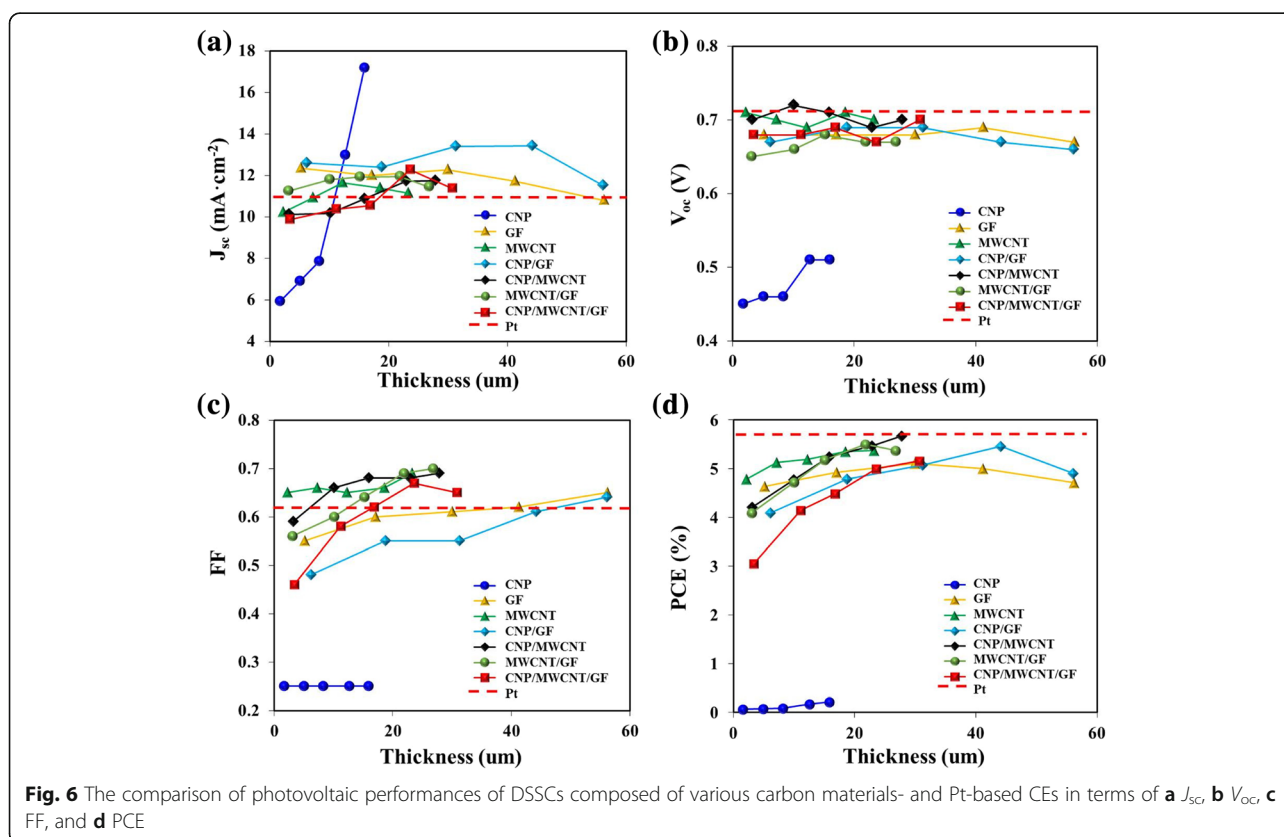 (a)
18
16
14
12
10
8
6
4
J_sc (mA·cm⁻²)
0 20 40 60
Thickness (um)
CNP
GF
MWCNT
CNP/GF
CNP/MWCNT
MWCNT/GF
CNP/MWCNT/GF
Pt
(b)
0.8
0.7
0.6
0.5
0.4
V_oc (V)
0 20 40 60
Thickness (um)
CNP
GF
MWCNT
CNP/GF
CNP/MWCNT
MWCNT/GF
CNP/MWCNT/GF
Pt
(c)
0.8
0.7
0.6
0.5
0.4
0.3
0.2
FF
0 20 40 60
Thickness (um)
CNP
GF
MWCNT
CNP/GF
CNP/MWCNT
MWCNT/GF
CNP/MWCNT/GF
Pt
(d)
6
5
4
3
2
1
0
PCE (%)
0 20 40 60
Thickness (um)
CNP
GF
MWCNT
CNP/GF
CNP/MWCNT
MWCNT/GF
CNP/MWCNT/GF
Pt
Fig. 6 The comparison of photovoltaic performances of DSSCs composed of various carbon materials- and Pt-based CEs in terms of a J_sc, b V_oc, c
FF, and d PCE